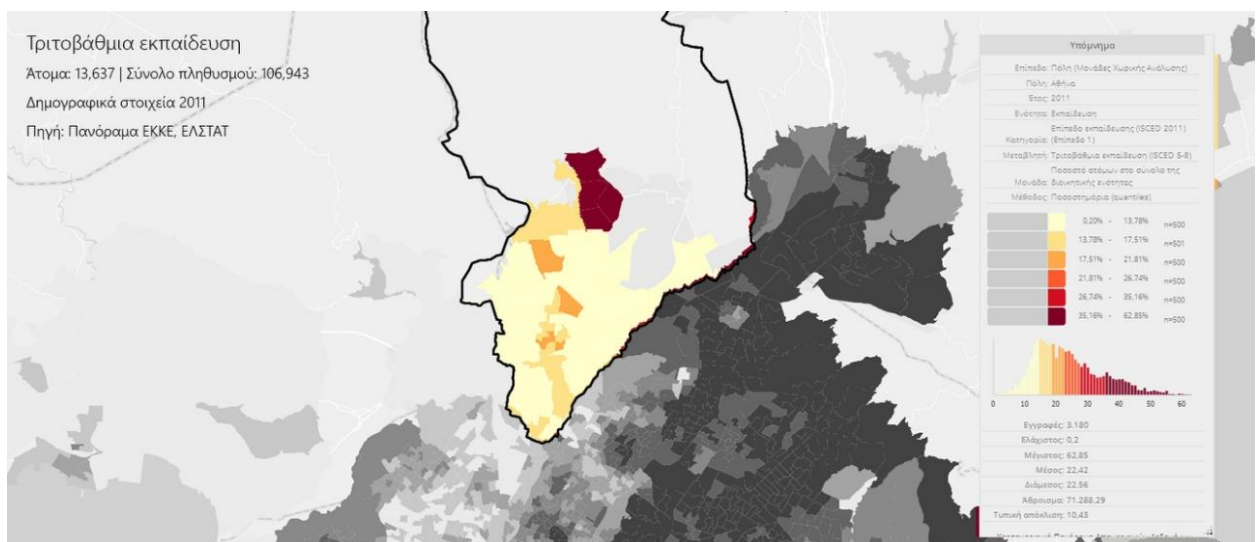 Τριτοβάθμια εκπαίδευση
Άτομα: 13,637 | Σύνολο πληθυσμού: 106,943
Δημογραφικά στοιχεία 2011
Πηγή: Πανόραμα ΕΚΚΕ, ΕΛΣΤΑΤ
Υπόμνημα
Επίπεδο: Πόλη (Μονάδες Χωρικής Ανάλυσης)
Πόλη: Αθήνα
Έτος: 2011
Ενότητα: Εκπαίδευση
Επίπεδο εκπαίδευσης (ISCED 2011)
Κατηγορία: (Επίπεδο 1)
Μεταβλητή: Τριτοβάθμια εκπαίδευση (ISCED 5-8)
Ποσοστό ατόμων στο σύνολο της
Μονάδα: διοικητικής ενότητας
Μέθοδος: Ποσοστημόρια (quantiles)
0,20% - 13,78% n=500
13,78% - 17,51% n=501
17,51% - 21,81% n=500
21,81% - 26,74% n=500
26,74% - 35,16% n=500
35,16% - 62,85% n=500
0 10 20 30 40 50 60
Εγγραφές: 3.180
Ελάχιστος: 0,2
Μέγιστος: 62,85
Μέσος: 22,42
Διάμεσος: 22,56
Άθροισμα: 71.288,29
Τυπική απόκλιση: 10,43